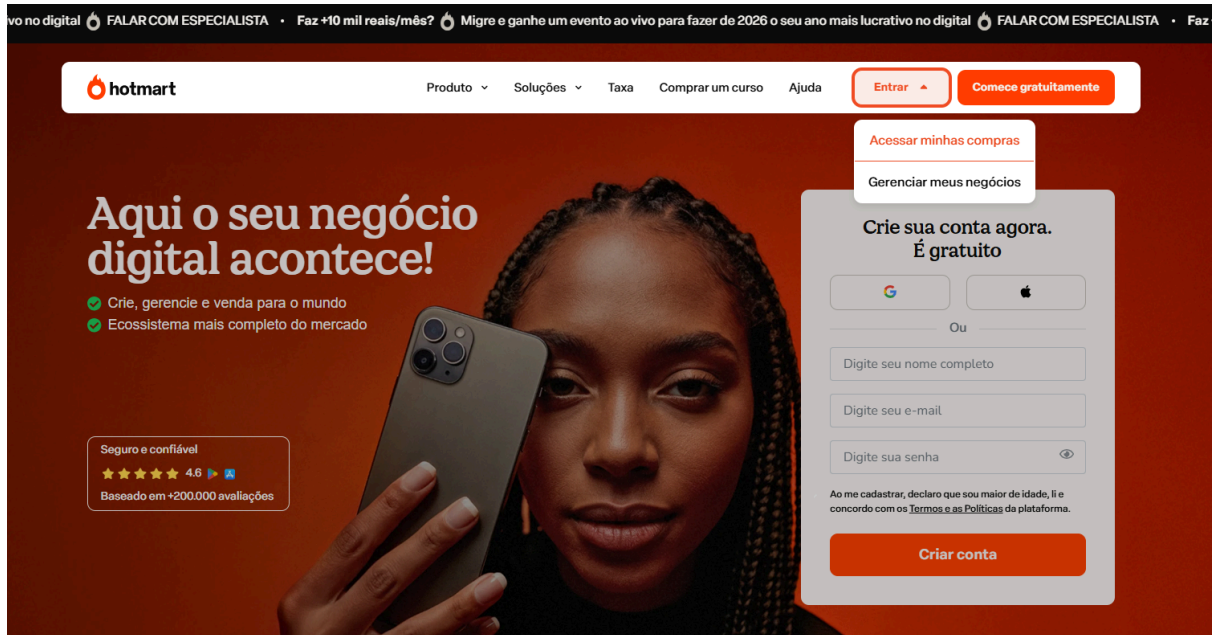 vo no digital FALAR COM ESPECIALISTA • Faz +10 mil reais/mês? Migre e ganhe um evento ao vivo para fazer de 2026 o seu ano mais lucrativo no digital FALAR COM ESPECIALISTA • Faz
hotmart Produto Soluções Taxa Comprar um curso Ajuda Entrar Comece gratuitamente
Acessar minhas compras
Gerenciar meus negócios
Aqui o seu negócio
digital acontece!
Crie, gerencie e venda para o mundo
Ecossistema mais completo do mercado
Seguro e confiável
4.6
Baseado em +200.000 avaliações
Crie sua conta agora.
É gratuito
Ou
Digite seu nome completo
Digite seu e-mail
Digite sua senha
Ao me cadastrar, declaro que sou maior de idade, li e
concordo com os Termos e as Políticas da plataforma.
Criar conta